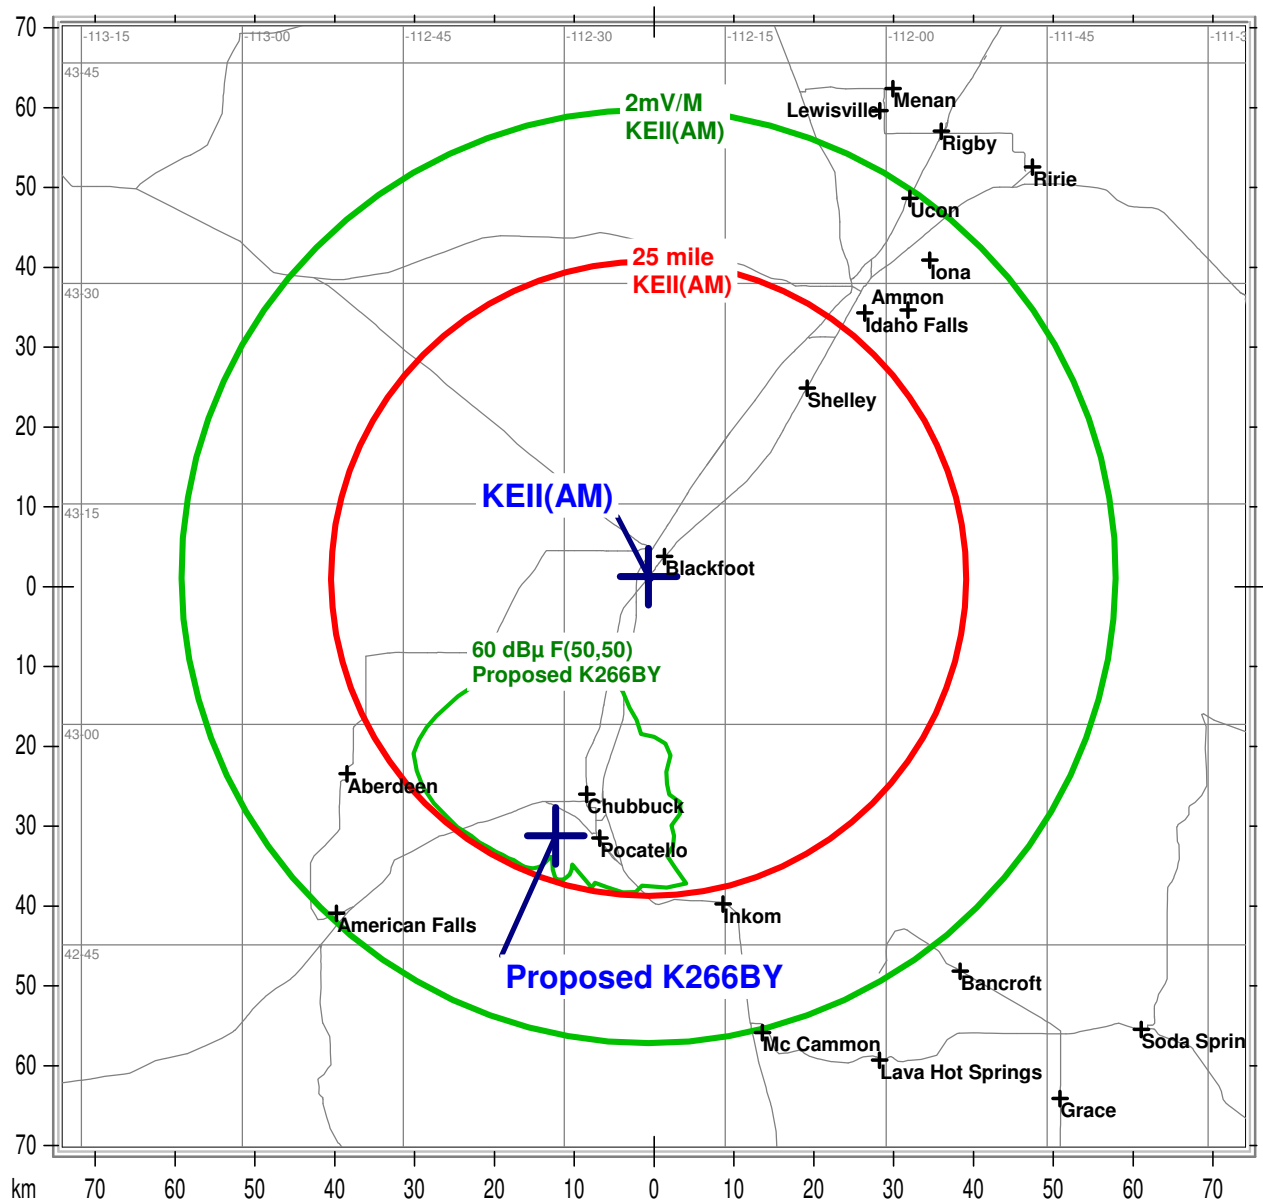 70
60
50
40
30
20
10
0
10
20
30
40
50
60
70
-113-15
-113-00
-112-45
-112-30
-112-15
-112-00
-111-45
-111-3
43-45
43-30
43-15
43-00
42-45
2mV/M
KEII(AM)
Lewisville
Menan
Rigby
Ririe
Ucon
25 mile
KEII(AM)
Iona
Ammon
Idaho Falls
Shelley
KEII(AM)
Blackfoot
60 dBµ F(50,50)
Proposed K266BY
Aberdeen
Chubbuck
Pocatello
American Falls
Inkom
Proposed K266BY
Bancroft
Mc Cammon
Soda Sprin
Lava Hot Springs
Grace
km
70
60
50
40
30
20
10
0
10
20
30
40
50
60
70